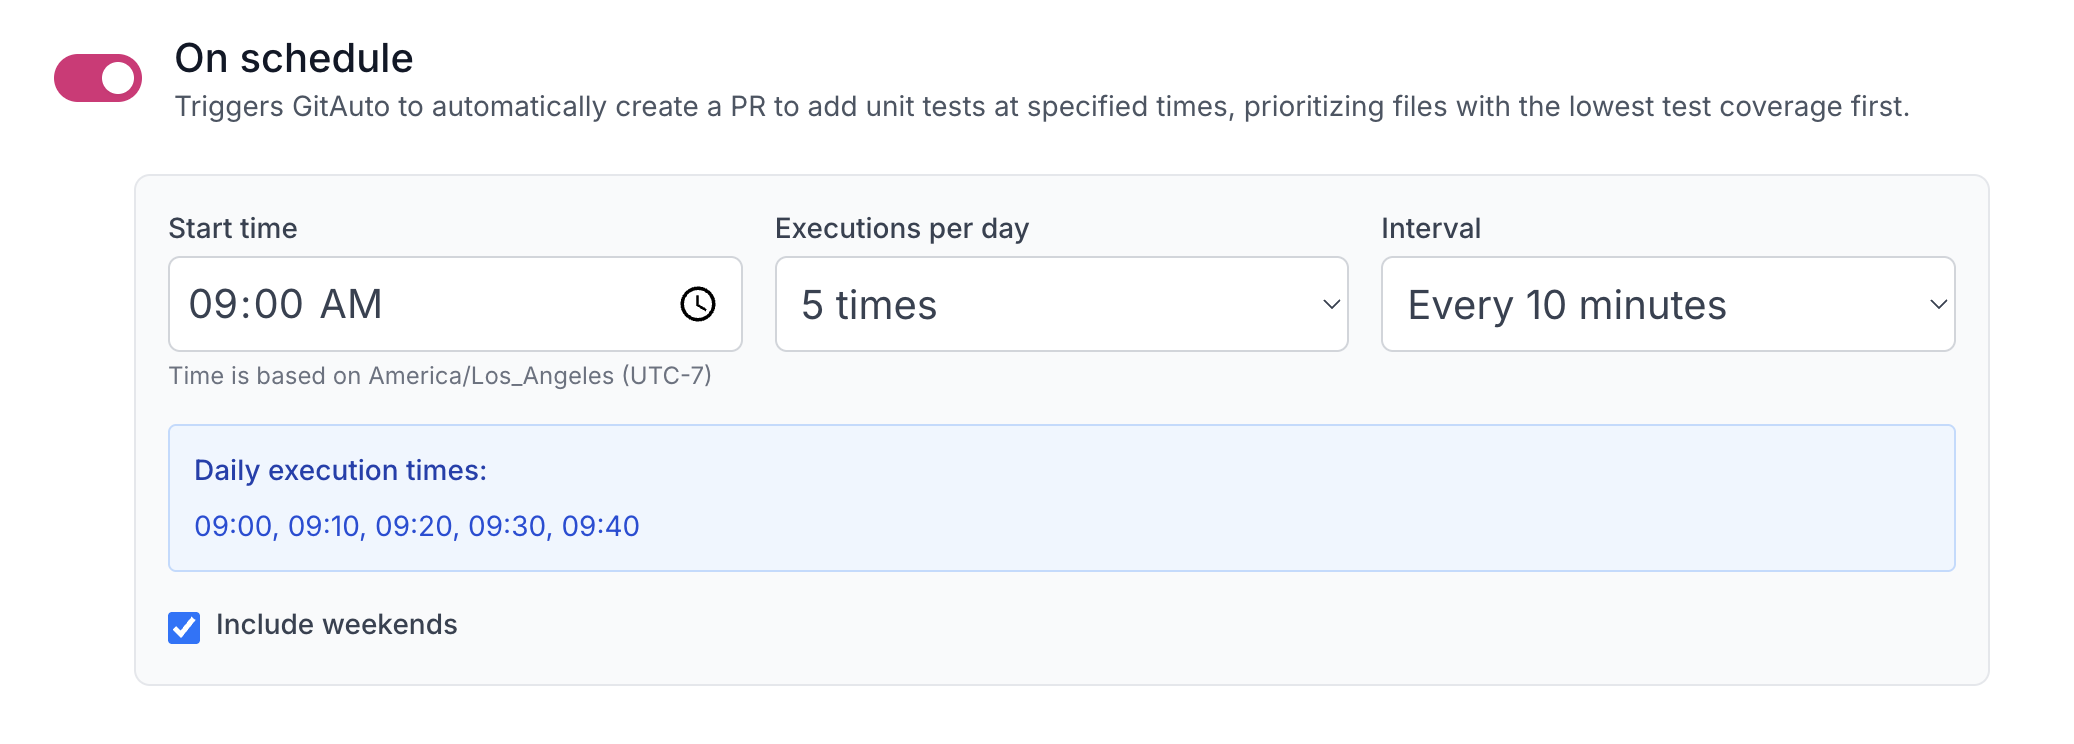 On schedule
Triggers GitAuto to automatically create a PR to add unit tests at specified times, prioritizing files with the lowest test coverage first.
Start time
Executions per day
Interval
09:00 AM
5 times
Every 10 minutes
Time is based on America/Los_Angeles (UTC-7)
Daily execution times:
09:00, 09:10, 09:20, 09:30, 09:40
Include weekends